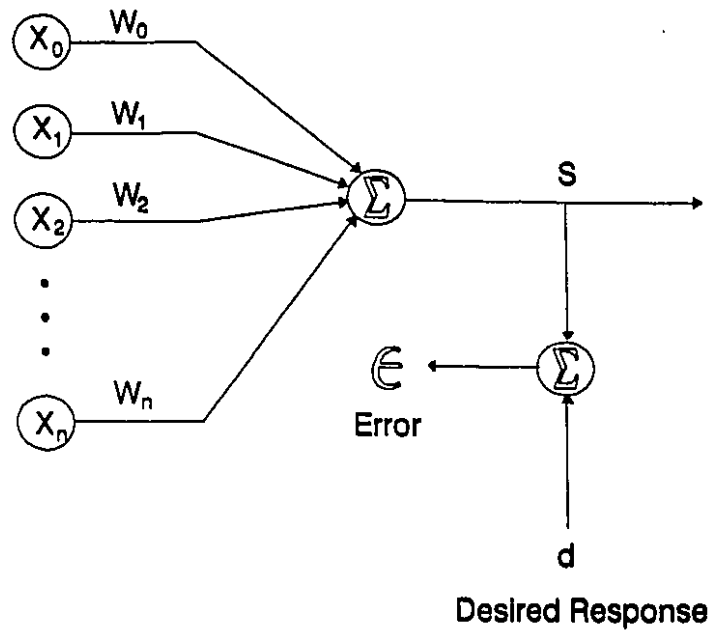 X₀ W₀
X₁ W₁
X₂ W₂
Σ
S
Xₙ Wₙ
∈
Σ
Error
d
Desired Response